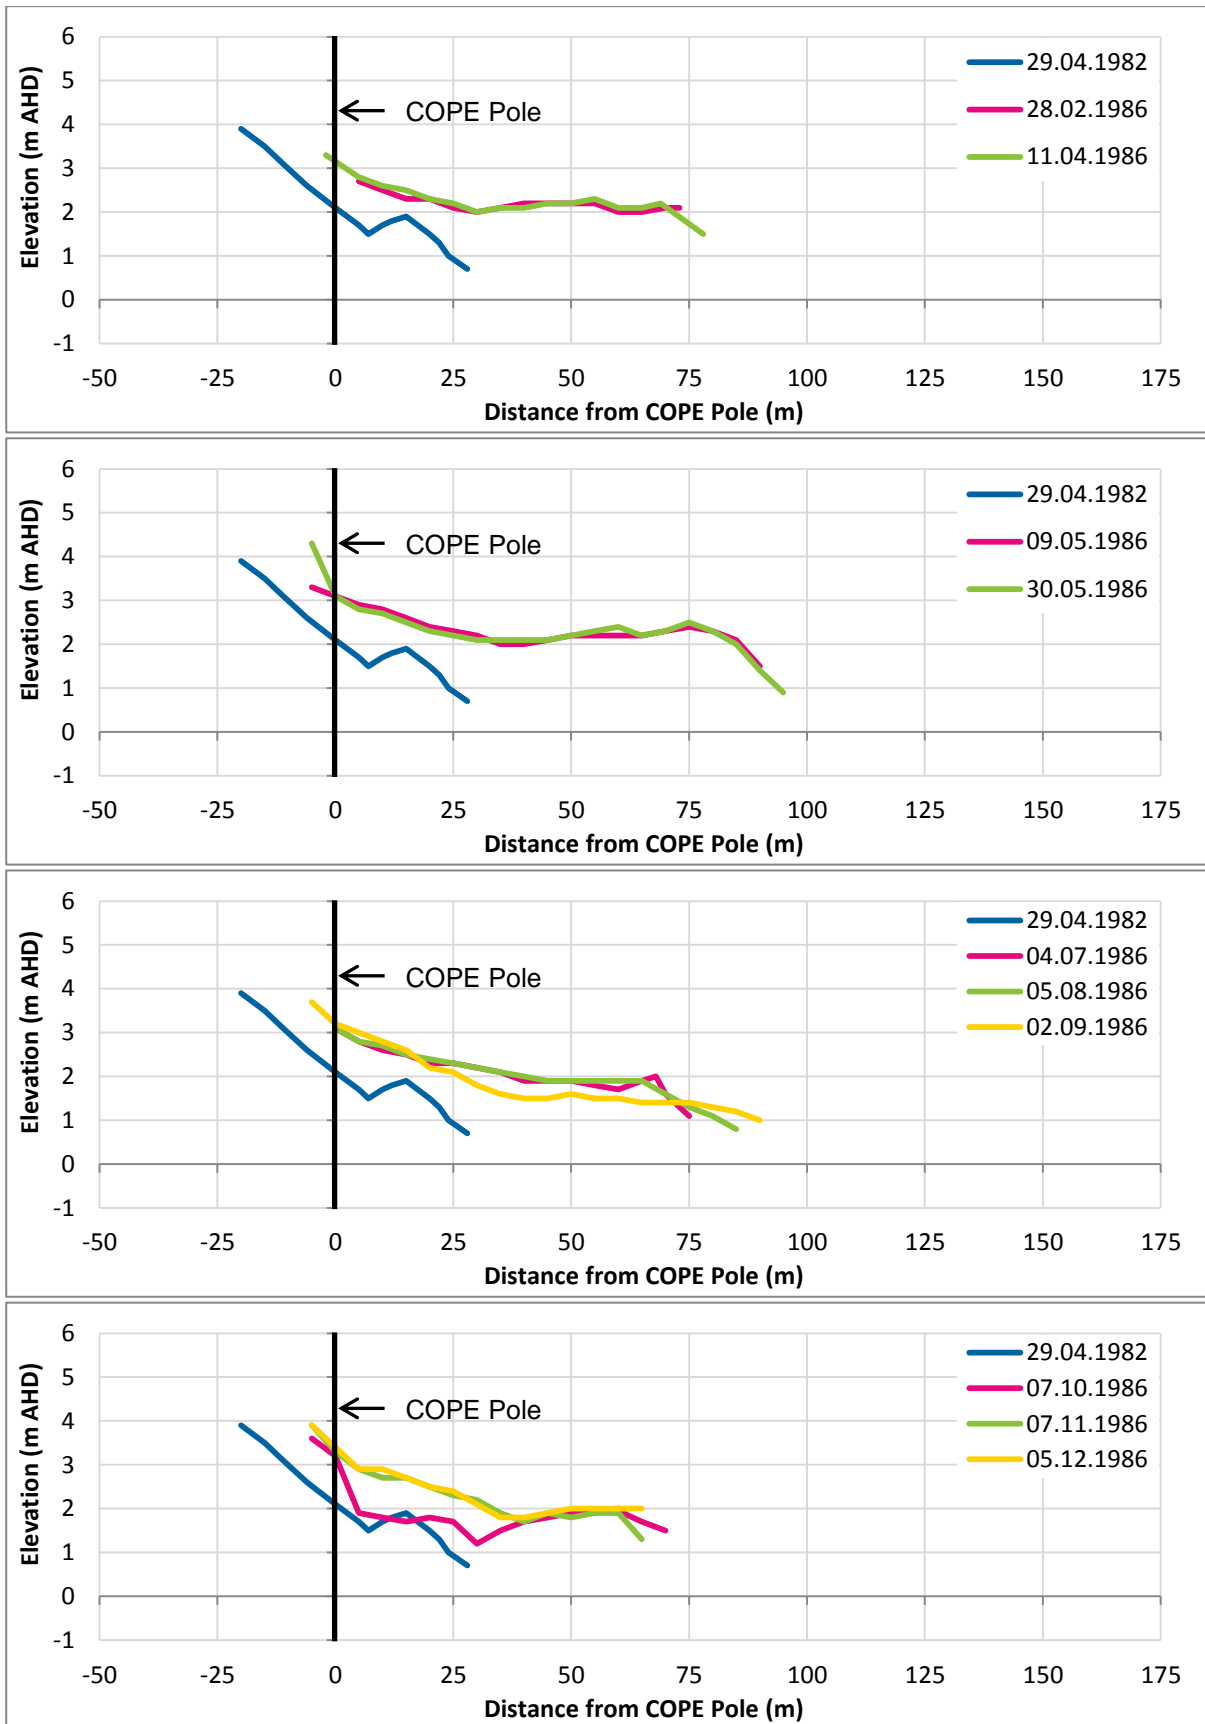 6
5
4
3
2
1
0
-1
Elevation (m AHD)
COPE Pole
29.04.1982
28.02.1986
11.04.1986
-50 -25 0 25 50 75 100 125 150 175
Distance from COPE Pole (m)
6
5
4
3
2
1
0
-1
Elevation (m AHD)
COPE Pole
29.04.1982
09.05.1986
30.05.1986
-50 -25 0 25 50 75 100 125 150 175
Distance from COPE Pole (m)
6
5
4
3
2
1
0
-1
Elevation (m AHD)
COPE Pole
29.04.1982
04.07.1986
05.08.1986
02.09.1986
-50 -25 0 25 50 75 100 125 150 175
Distance from COPE Pole (m)
6
5
4
3
2
1
0
-1
Elevation (m AHD)
COPE Pole
29.04.1982
07.10.1986
07.11.1986
05.12.1986
-50 -25 0 25 50 75 100 125 150 175
Distance from COPE Pole (m)